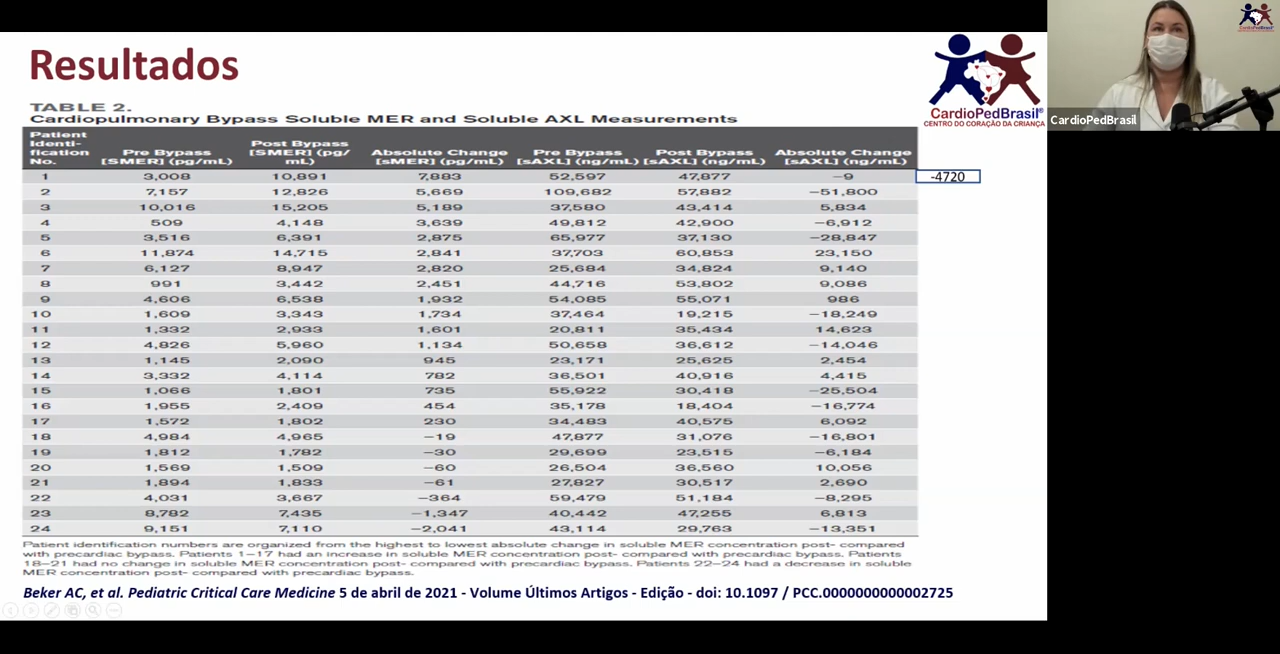 Resultados
TABLE 2.
Cardiopulmonary Bypass Soluble MER and Soluble AXL Measurements
Patient Identi- fication No. Pre Bypass [SMER] (pg/mL) Post Bypass [SMER] (pg/ mL) Absolute Change [sMER] (pg/mL) Pre Bypass [sAXL] (ng/mL) Post Bypass [sAXL] (ng/mL) Absolute Change [sAXL] (ng/mL)
1 3,008 10,891 7,883 52,597 47,877 −9 -4720
2 7,157 12,826 5,669 109,682 57,882 −51,800
3 10,016 15,205 5,189 37,580 43,414 5,834
4 509 4,148 3,639 49,812 42,900 −6,912
5 3,516 6,391 2,875 65,977 37,130 −28,847
6 11,874 14,715 2,841 37,703 60,853 23,150
7 6,127 8,947 2,820 25,684 34,824 9,140
8 991 3,442 2,451 44,716 53,802 9,086
9 4,606 6,538 1,932 54,085 55,071 986
10 1,609 3,343 1,734 37,464 19,215 −18,249
11 1,332 2,933 1,601 20,811 35,434 14,623
12 4,826 5,960 1,134 50,658 36,612 −14,046
13 1,145 2,090 945 23,171 25,625 2,454
14 3,332 4,114 782 36,501 40,916 4,415
15 1,066 1,801 735 55,922 30,418 −25,504
16 1,955 2,409 454 35,178 18,404 −16,774
17 1,572 1,802 230 34,483 40,575 6,092
18 4,984 4,965 −19 47,877 31,076 −16,801
19 1,812 1,782 −30 29,699 23,515 −6,184
20 1,569 1,509 −60 26,504 36,560 10,056
21 1,894 1,833 −61 27,827 30,517 2,690
22 4,031 3,667 −364 59,479 51,184 −8,295
23 8,782 7,435 −1,347 40,442 47,255 6,813
24 9,151 7,110 −2,041 43,114 29,763 −13,351
Patient identification numbers are organized from the highest to lowest absolute change in soluble MER concentration post- compared
with precardiac bypass. Patients 1–17 had an increase in soluble MER concentration post- compared with precardiac bypass. Patients
18–21 had no change in soluble MER concentration post- compared with precardiac bypass. Patients 22–24 had a decrease in soluble
MER concentration post- compared with precardiac bypass.
Beker AC, et al. Pediatric Critical Care Medicine 5 de abril de 2021 - Volume Últimos Artigos - Edição - doi: 10.1097 / PCC.0000000000002725
CardioPedBrasil®
CENTRO DO CORAÇÃO DA CRIANÇA
CardioPedBrasil
CardioPedBrasil